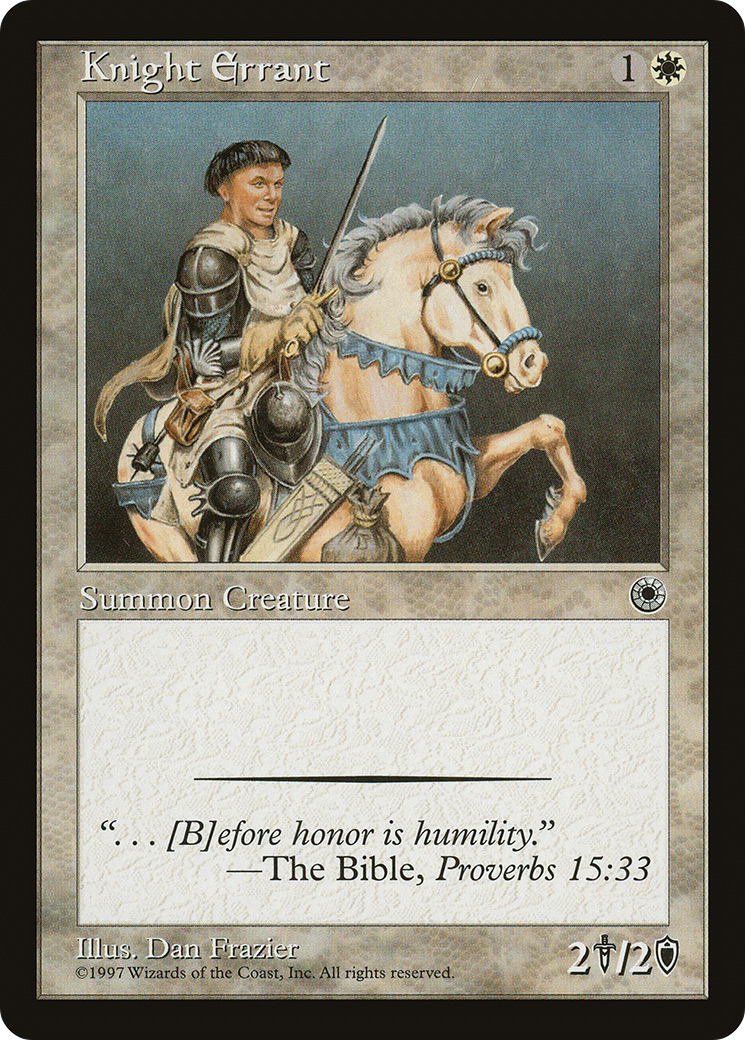 Knight Errant 1
Summon Creature
“. . . [B]efore honor is humility.”
—The Bible, Proverbs 15:33
Illus. Dan Frazier
©1997 Wizards of the Coast, Inc. All rights reserved.
2/2